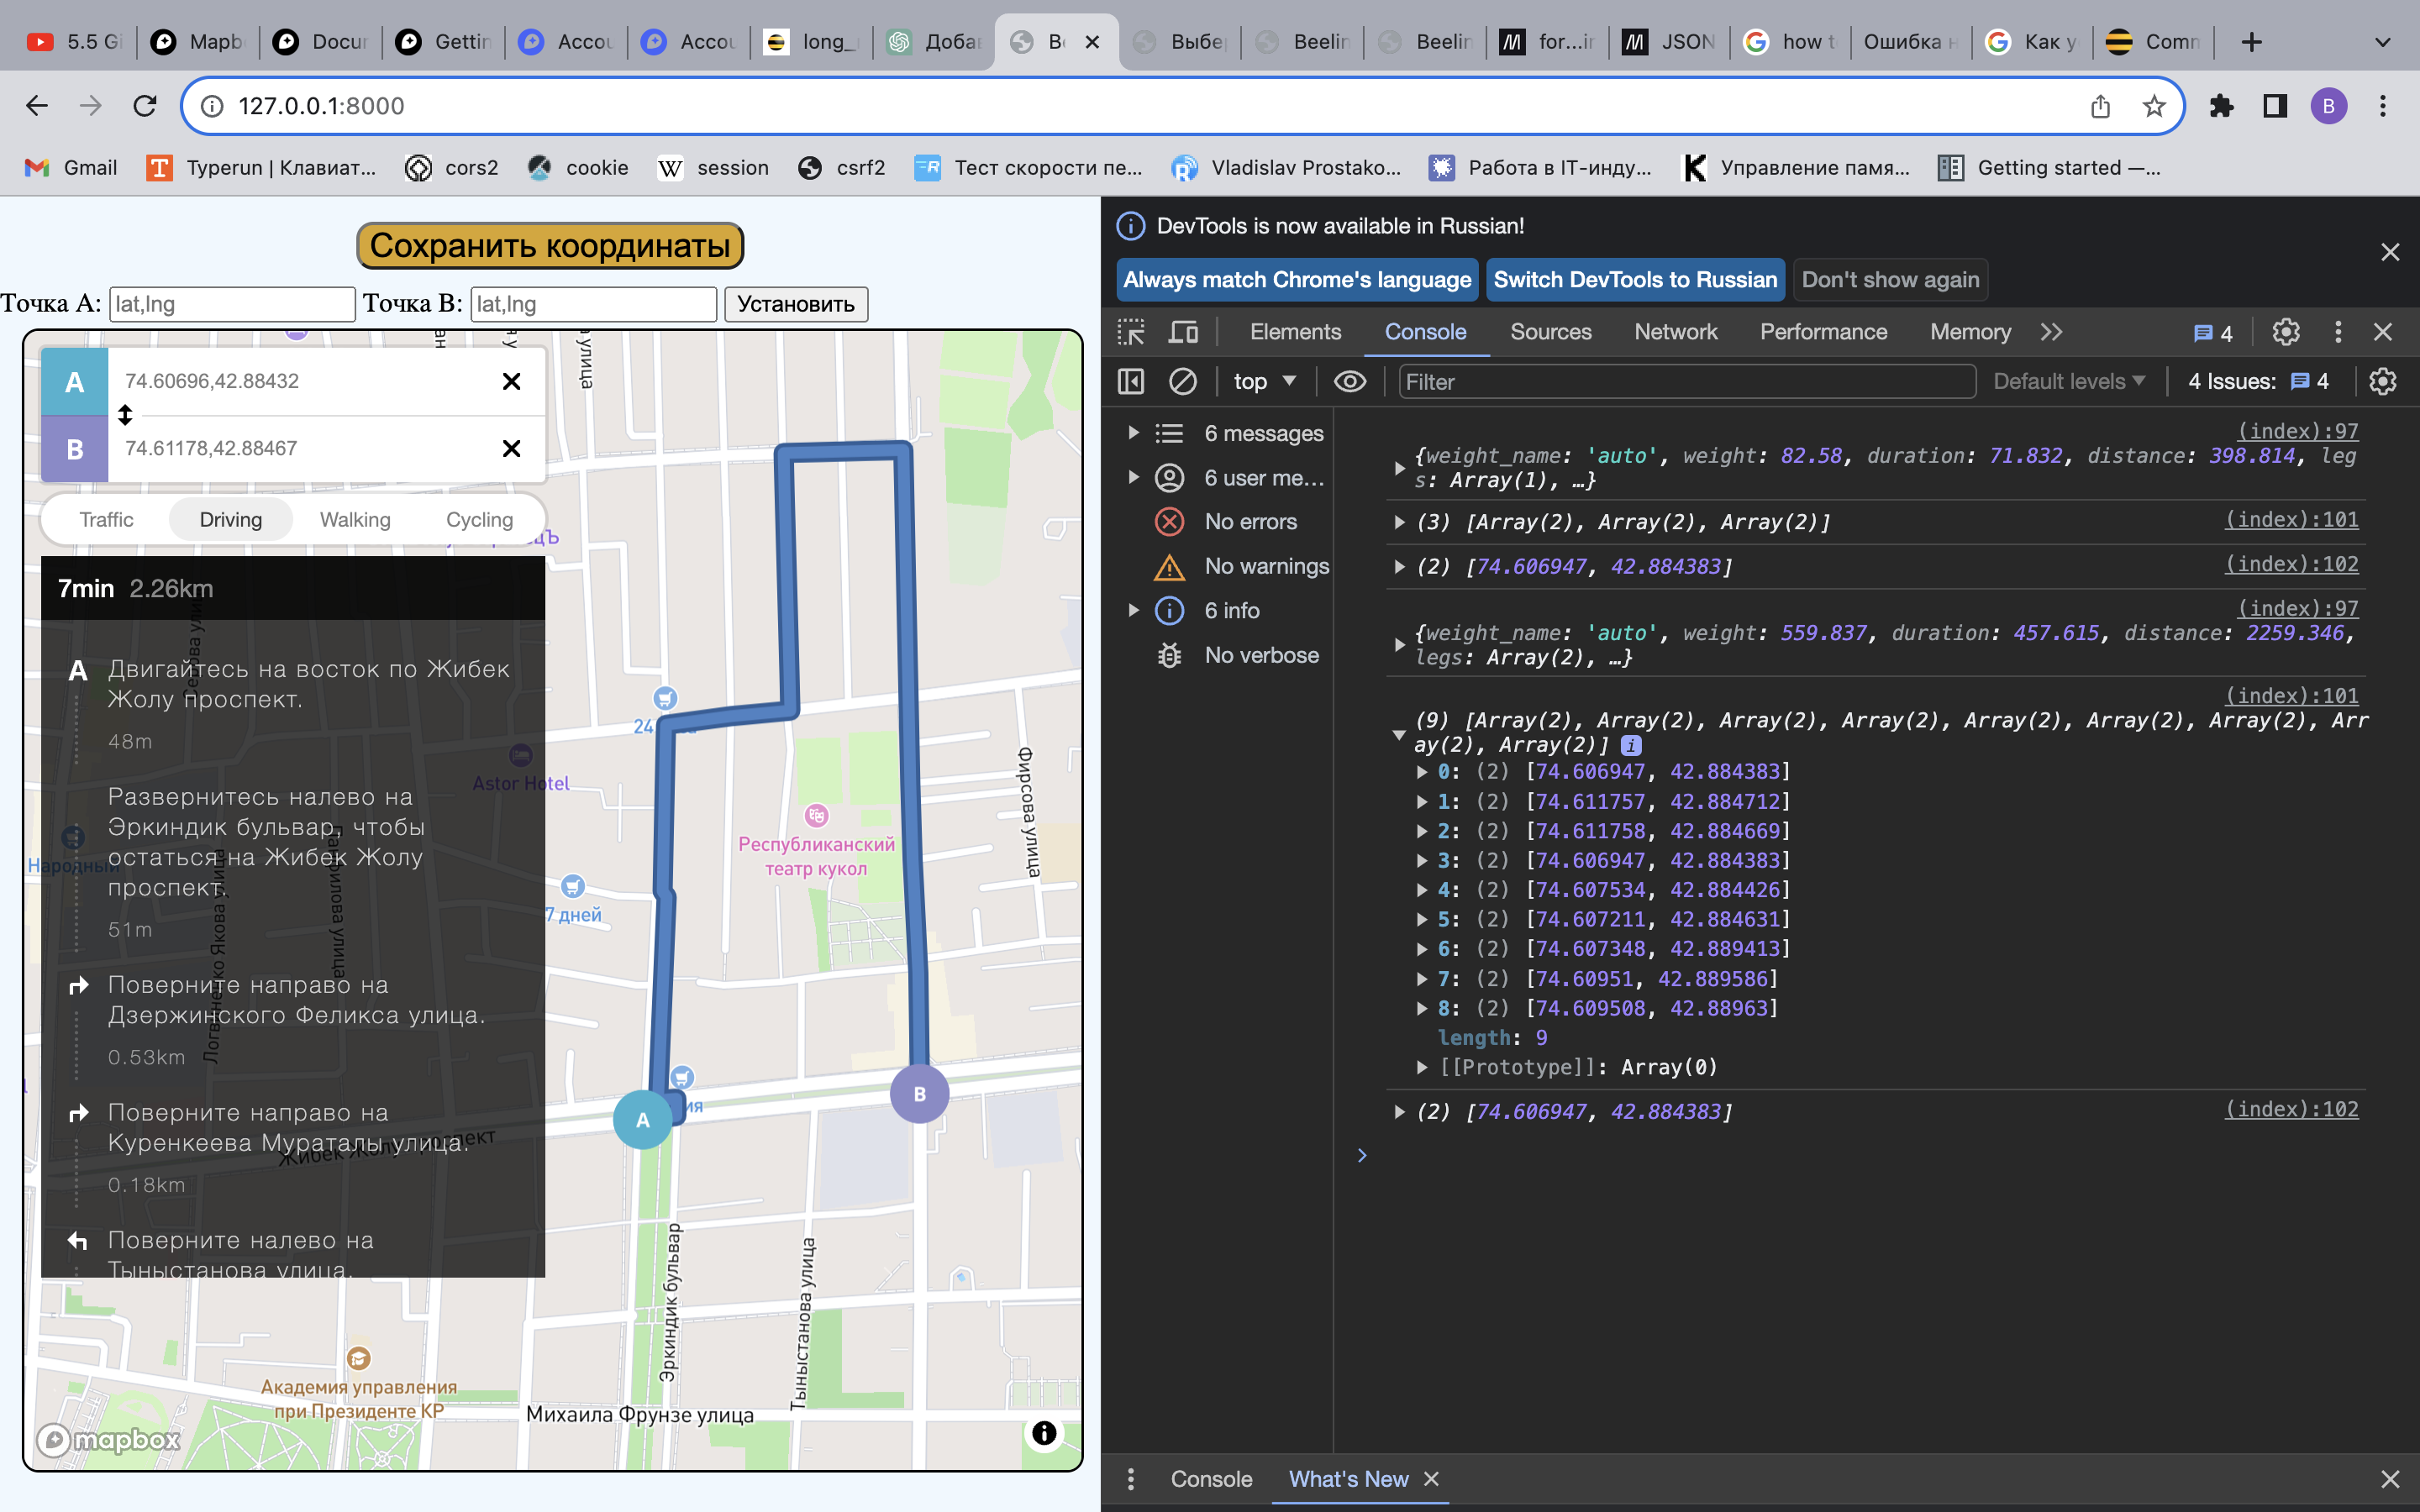 5.5 Gi
Mapb
Docur
Gettin
Accou
Accou
long_
Доба
Be
Выбе
Beelin
Beelin
for...ir
JSON
how t
Ошибка н
Как у
Comm
127.0.0.1:8000
B
Gmail
Typerun | Клавиат...
cors2
cookie
session
csrf2
Тест скорости пе...
Vladislav Prostako...
Работа в IT-инду...
Управление памя...
Getting started —...
Сохранить координаты
Точка A: lat,lng Точка B: lat,lng Установить
A 74.60696,42.88432
B 74.61178,42.88467
Traffic Driving Walking Cycling
7min 2.26km
A Двигайтесь на восток по Жибек
Жолу проспект.
48m
Развернитесь налево на
Эркиндик бульвар, чтобы
остаться на Жибек Жолу
проспект.
51m
Поверните направо на
Дзержинского Феликса улица.
0.53km
Поверните направо на
Куренкеева Мураталы улица.
0.18km
Поверните налево на
Тыныстанова улица.
улица
24
Astor Hotel
Народный
7 дней
Республиканский
театр кукол
Фирсова улица
Логвиненко Якова улица
Панфилова улица
Жибек Жолу проспект
ия
A
B
Эркиндик бульвар
Тыныстанова улица
Академия управления
при Президенте КР
Михаила Фрунзе улица
mapbox
DevTools is now available in Russian!
Always match Chrome's language
Switch DevTools to Russian
Don't show again
Elements Console Sources Network Performance Memory
4
top
Filter
Default levels
4 Issues: 4
6 messages
6 user me...
No errors
No warnings
6 info
No verbose
(index):97
{weight_name: 'auto', weight: 82.58, duration: 71.832, distance: 398.814, leg
s: Array(1), …}
(3) [Array(2), Array(2), Array(2)] (index):101
(2) [74.606947, 42.884383] (index):102
(index):97
{weight_name: 'auto', weight: 559.837, duration: 457.615, distance: 2259.346,
legs: Array(2), …}
(index):101
(9) [Array(2), Array(2), Array(2), Array(2), Array(2), Array(2), Array(2), Arr
ay(2), Array(2)] i
0: (2) [74.606947, 42.884383]
1: (2) [74.611757, 42.884712]
2: (2) [74.611758, 42.884669]
3: (2) [74.606947, 42.884383]
4: (2) [74.607534, 42.884426]
5: (2) [74.607211, 42.884631]
6: (2) [74.607348, 42.889413]
7: (2) [74.60951, 42.889586]
8: (2) [74.609508, 42.88963]
length: 9
[[Prototype]]: Array(0)
(2) [74.606947, 42.884383] (index):102
Console What's New